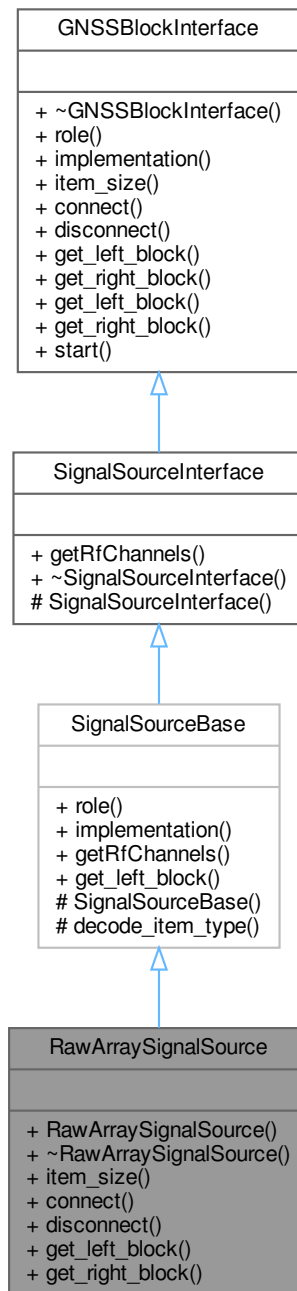 GNSSBlockInterface
+ ~GNSSBlockInterface()
+ role()
+ implementation()
+ item_size()
+ connect()
+ disconnect()
+ get_left_block()
+ get_right_block()
+ get_left_block()
+ get_right_block()
+ start()
SignalSourceInterface
+ getRfChannels()
+ ~SignalSourceInterface()
# SignalSourceInterface()
SignalSourceBase
+ role()
+ implementation()
+ getRfChannels()
+ get_left_block()
# SignalSourceBase()
# decode_item_type()
RawArraySignalSource
+ RawArraySignalSource()
+ ~RawArraySignalSource()
+ item_size()
+ connect()
+ disconnect()
+ get_left_block()
+ get_right_block()